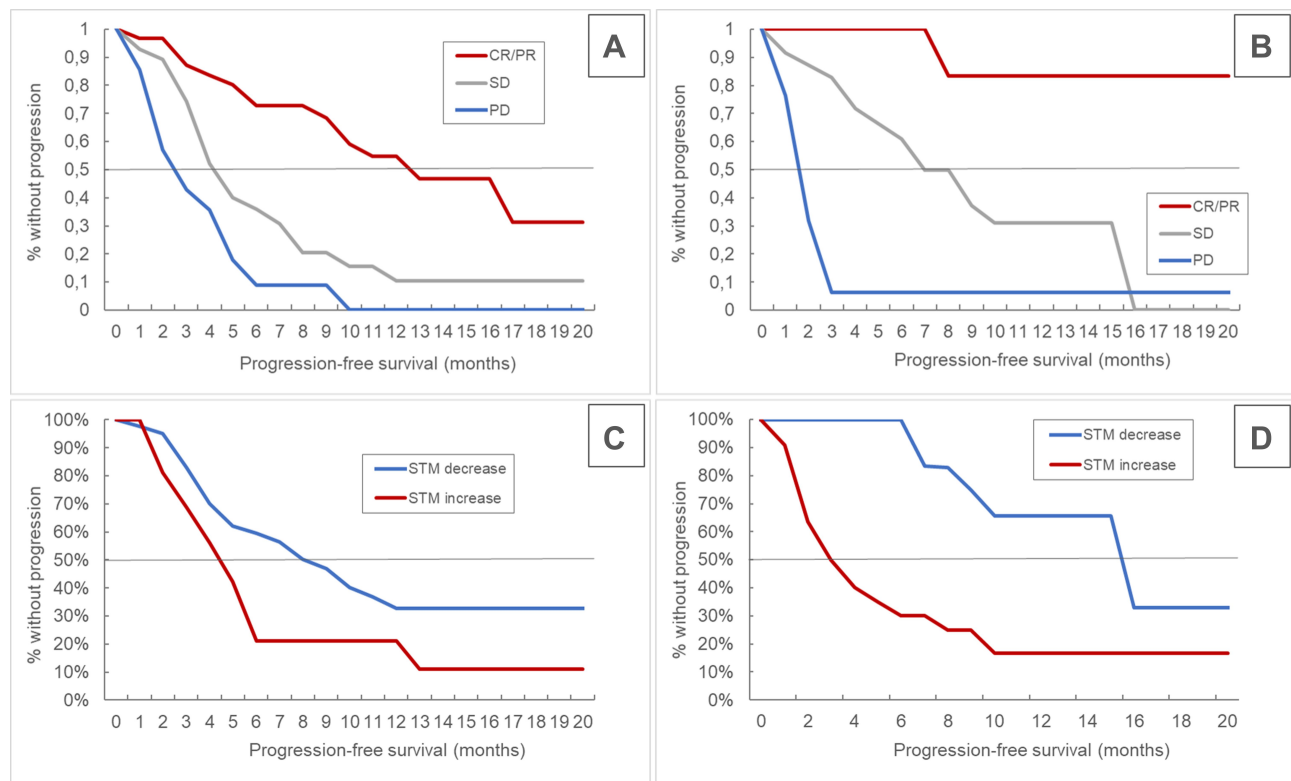 A
1
0,9
0,8
0,7
0,6
0,5
0,4
0,3
0,2
0,1
0
% without progression
CR/PR
SD
PD
0 1 2 3 4 5 6 7 8 9 10 11 12 13 14 15 16 17 18 19 20
Progression-free survival (months)
B
1
0,9
0,8
0,7
0,6
0,5
0,4
0,3
0,2
0,1
0
% without progression
CR/PR
SD
PD
0 1 2 3 4 5 6 7 8 9 10 11 12 13 14 15 16 17 18 19 20
Progression-free survival (months)
C
100%
90%
80%
70%
60%
50%
40%
30%
20%
10%
0%
% without progression
STM decrease
STM increase
0 1 2 3 4 5 6 7 8 9 10 11 12 13 14 15 16 17 18 19 20
Progression-free survival (months)
D
100%
90%
80%
70%
60%
50%
40%
30%
20%
10%
0%
% without progression
STM decrease
STM increase
0 2 4 6 8 10 12 14 16 18 20
Progression-free survival (months)